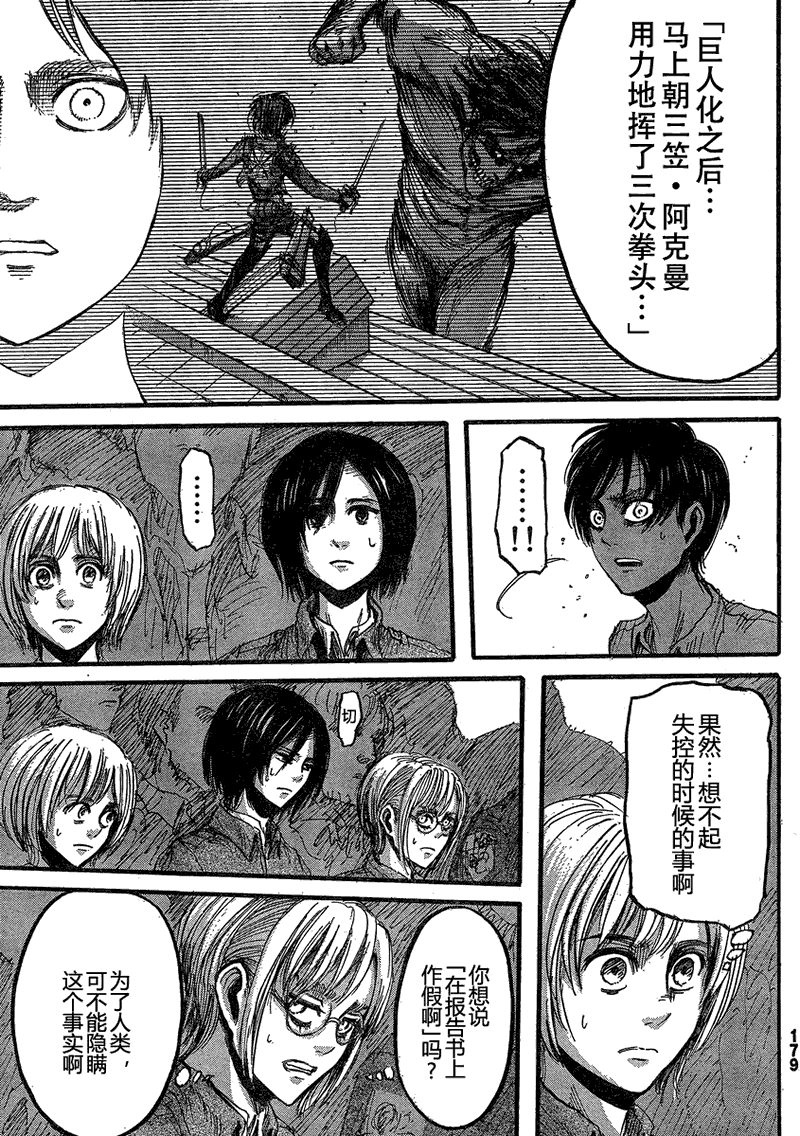 「巨人化之后…
马上朝三笠·阿克曼
用力地挥了三次拳头…」
……!!
……
果然…想不起
失控的时候的事啊
切
你想说
「在报告书上
作假啊」吗?
为了人类,
可不能隐瞒
这个事实啊
179